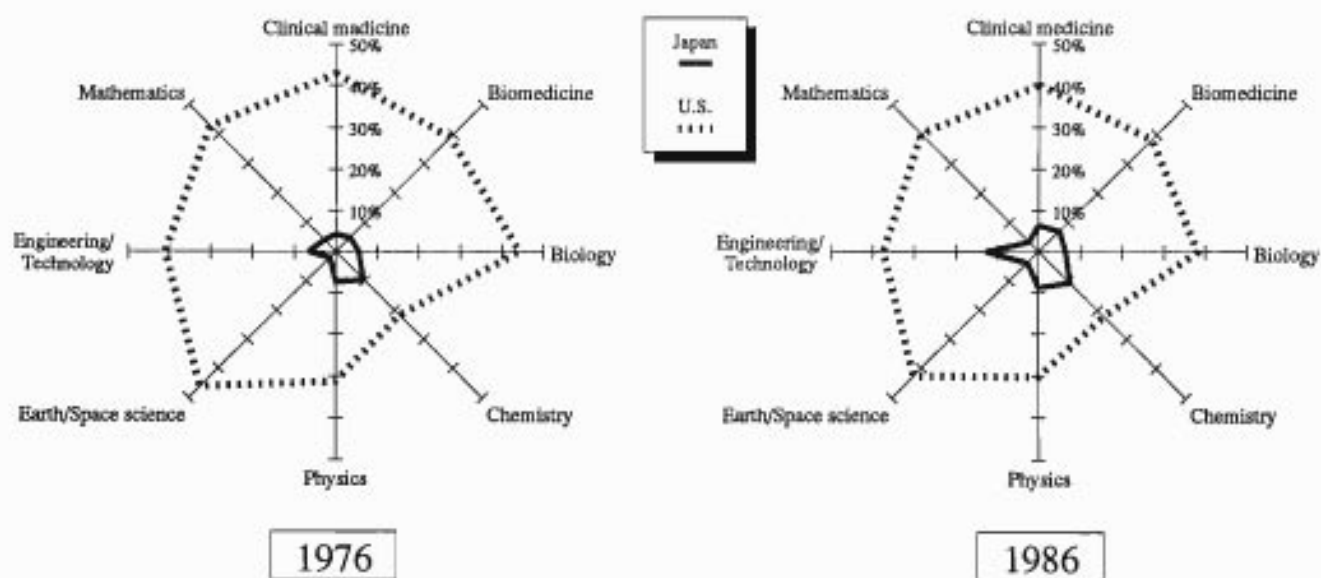 Clinical madicine
50%
40%
30%
20%
10%
Mathematics
Biomedicine
Engineering/
Technology
Biology
Earth/Space science
Chemistry
Physics
1976
Japan
U.S.
Clinical medicine
50%
40%
30%
20%
10%
Mathematics
Biomedicine
Engineering/
Technology
Biology
Earth/Space science
Chemistry
Physics
1986